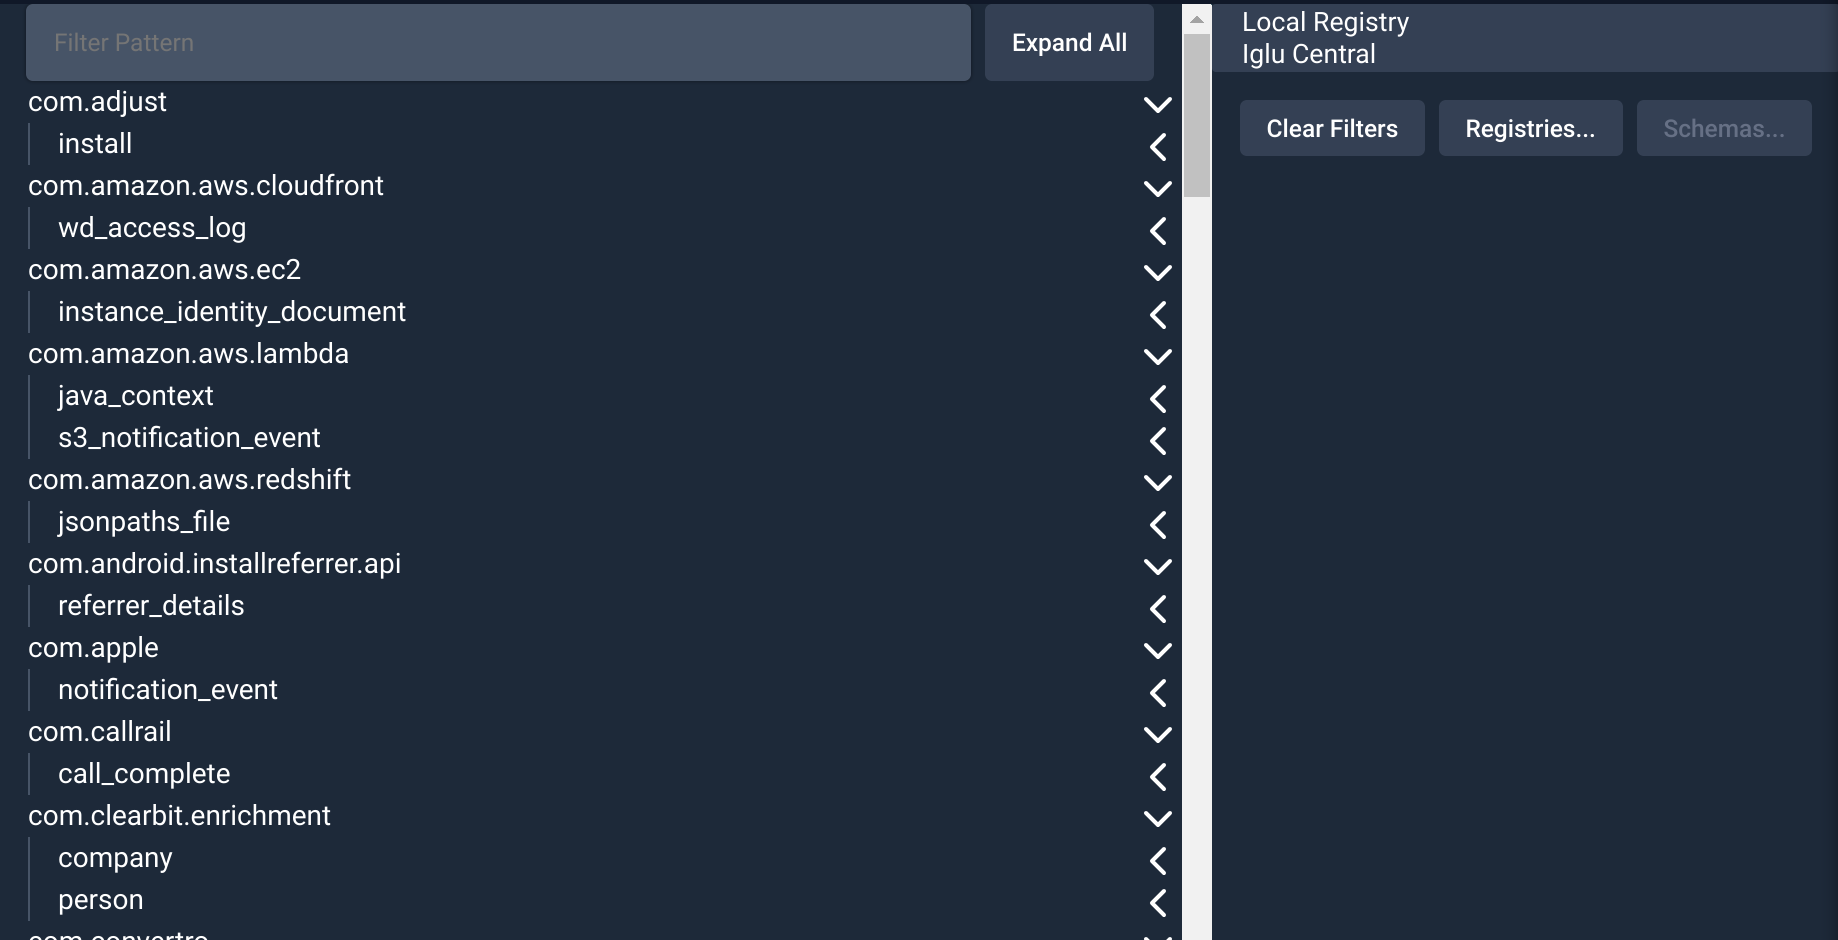 Filter Pattern
Expand All
com.adjust
install
com.amazon.aws.cloudfront
wd_access_log
com.amazon.aws.ec2
instance_identity_document
com.amazon.aws.lambda
java_context
s3_notification_event
com.amazon.aws.redshift
jsonpaths_file
com.android.installreferrer.api
referrer_details
com.apple
notification_event
com.callrail
call_complete
com.clearbit.enrichment
company
person
Local Registry
Iglu Central
Clear Filters
Registries...
Schemas...